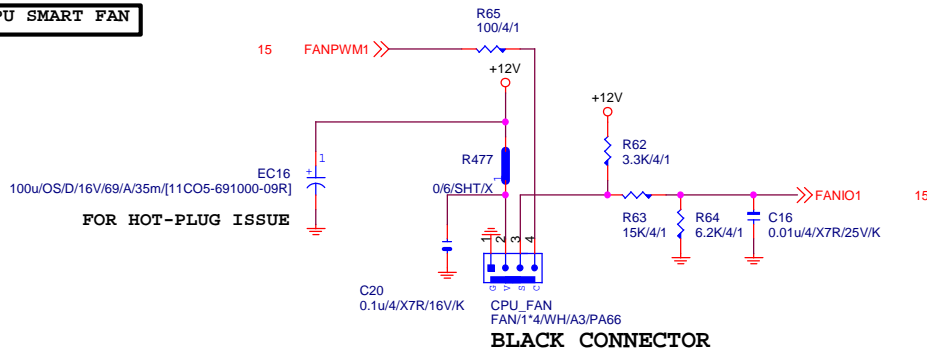 PU SMART FAN
R65
100/4/1
15 FANPWM1
+12V
+12V
R62
3.3K/4/1
EC16
1
100u/OS/D/16V/69/A/35m/[11CO5-691000-09R]
R477
1
0/6/SHT/X
FANIO1 15
FOR HOT-PLUG ISSUE
R63
15K/4/1
R64
6.2K/4/1
C16
0.01u/4/X7R/25V/K
1 2 3 4
G V S C
C20
0.1u/4/X7R/16V/K
CPU_FAN
FAN/1*4/WH/A3/PA66
BLACK CONNECTOR